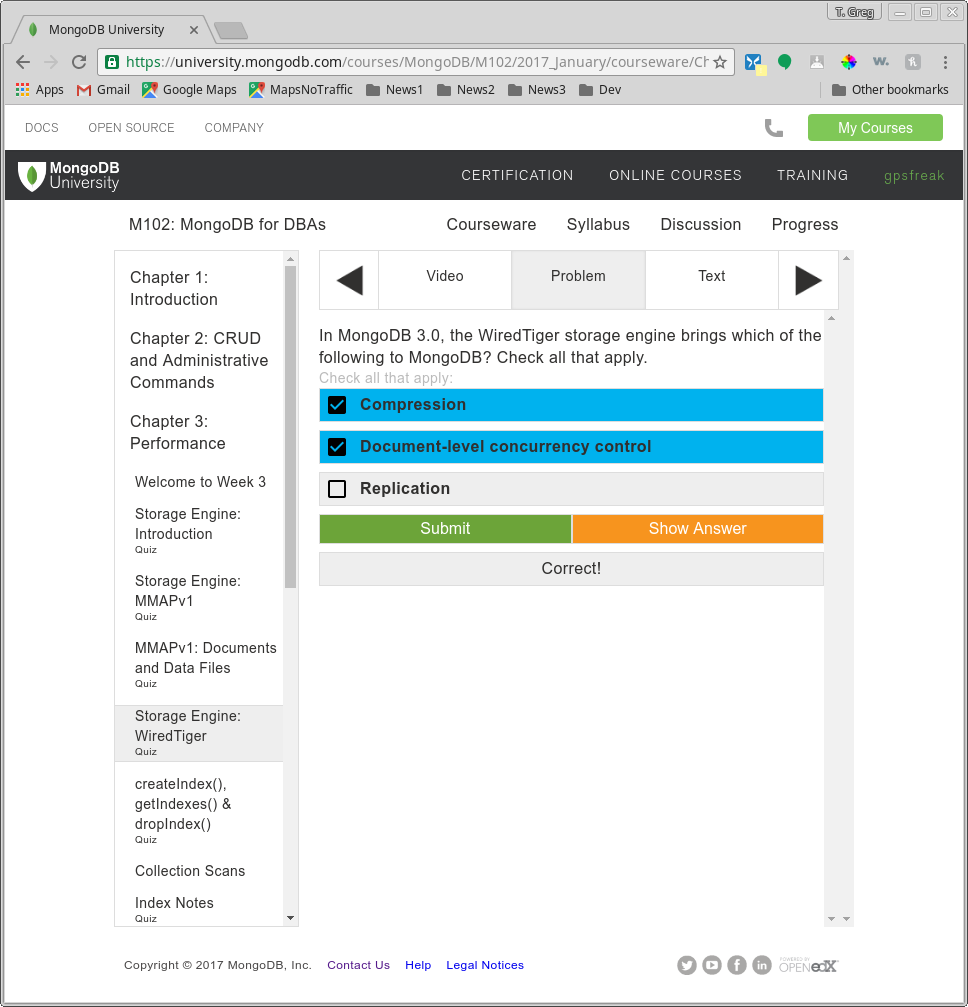 T. Greg
MongoDB University
https://university.mongodb.com/courses/MongoDB/M102/2017_January/courseware/Ch
Apps Gmail Google Maps MapsNoTraffic News1 News2 News3 Dev Other bookmarks
DOCS OPEN SOURCE COMPANY My Courses
MongoDB
University
CERTIFICATION ONLINE COURSES TRAINING gpsfreak
M102: MongoDB for DBAs Courseware Syllabus Discussion Progress
Chapter 1:
Introduction
Chapter 2: CRUD
and Administrative
Commands
Chapter 3:
Performance
Welcome to Week 3
Storage Engine:
Introduction
Quiz
Storage Engine:
MMAPv1
Quiz
MMAPv1: Documents
and Data Files
Quiz
Storage Engine:
WiredTiger
Quiz
createIndex(),
getIndexes() &
dropIndex()
Quiz
Collection Scans
Index Notes
Quiz
Video Problem Text
In MongoDB 3.0, the WiredTiger storage engine brings which of the
following to MongoDB? Check all that apply.
Check all that apply:
Compression
Document-level concurrency control
Replication
Submit Show Answer
Correct!
Copyright © 2017 MongoDB, Inc. Contact Us Help Legal Notices
POWERED BY
OPEN edX